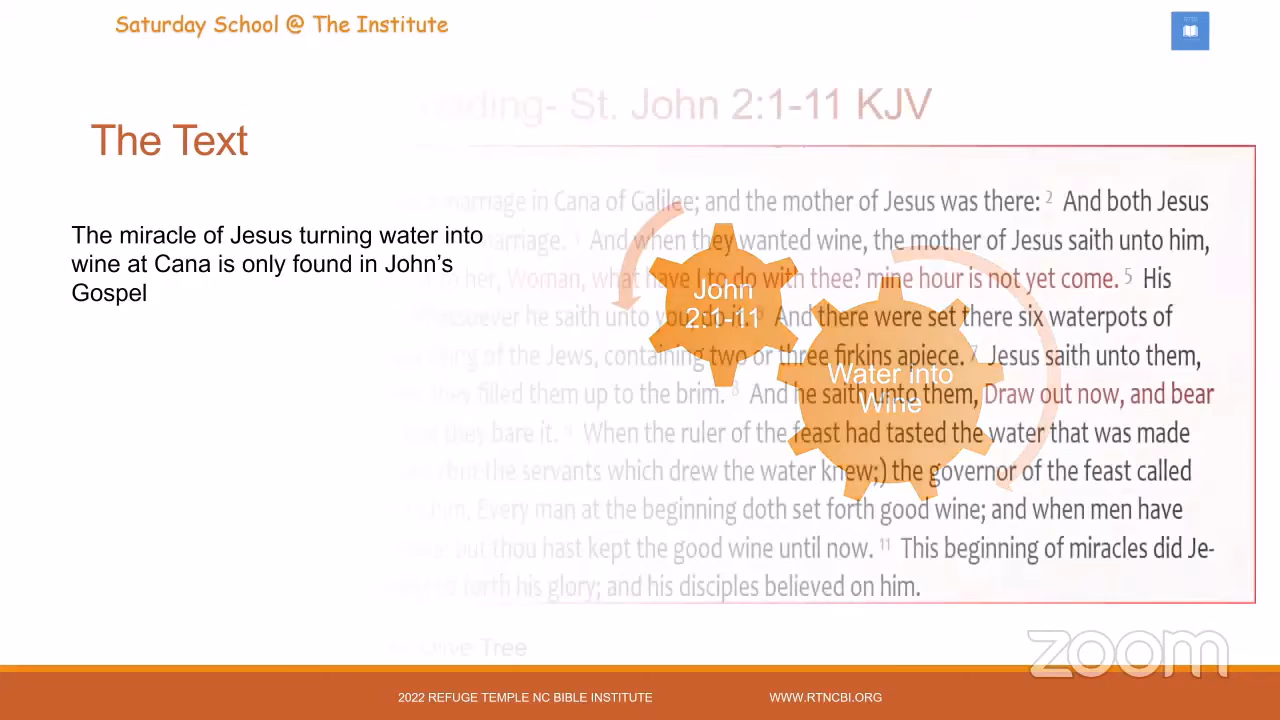 Saturday School @ The Institute
ading- St. John 2:1-11 KJV
The Text
The miracle of Jesus turning water into
wine at Cana is only found in John's
Gospel
marriage in Cana of Galilee; and the mother of Jesus was there: 2 And both Jesus
marriage. And when they wanted wine, the mother of Jesus saith unto him,
her, Woman, what have I to do with thee? mine hour is not yet come. 5 His
he saith unto you, do it. And there were set there six waterpots of
of the Jews, containing two or three firkins apiece. 7 Jesus saith unto them,
they filled them up to the brim. 8 And he saith unto them, Draw out now, and bear
they bare it. When the ruler of the feast had tasted the water that was made
but the servants which drew the water knew;) the governor of the feast called
him, Every man at the beginning doth set forth good wine; and when men have
but thou hast kept the good wine until now. 11 This beginning of miracles did Je-
forth his glory; and his disciples believed on him.
John
2:1-11
Water into
Wine
Tree
zoom
2022 REFUGE TEMPLE NC BIBLE INSTITUTE WWW.RTNCBI.ORG